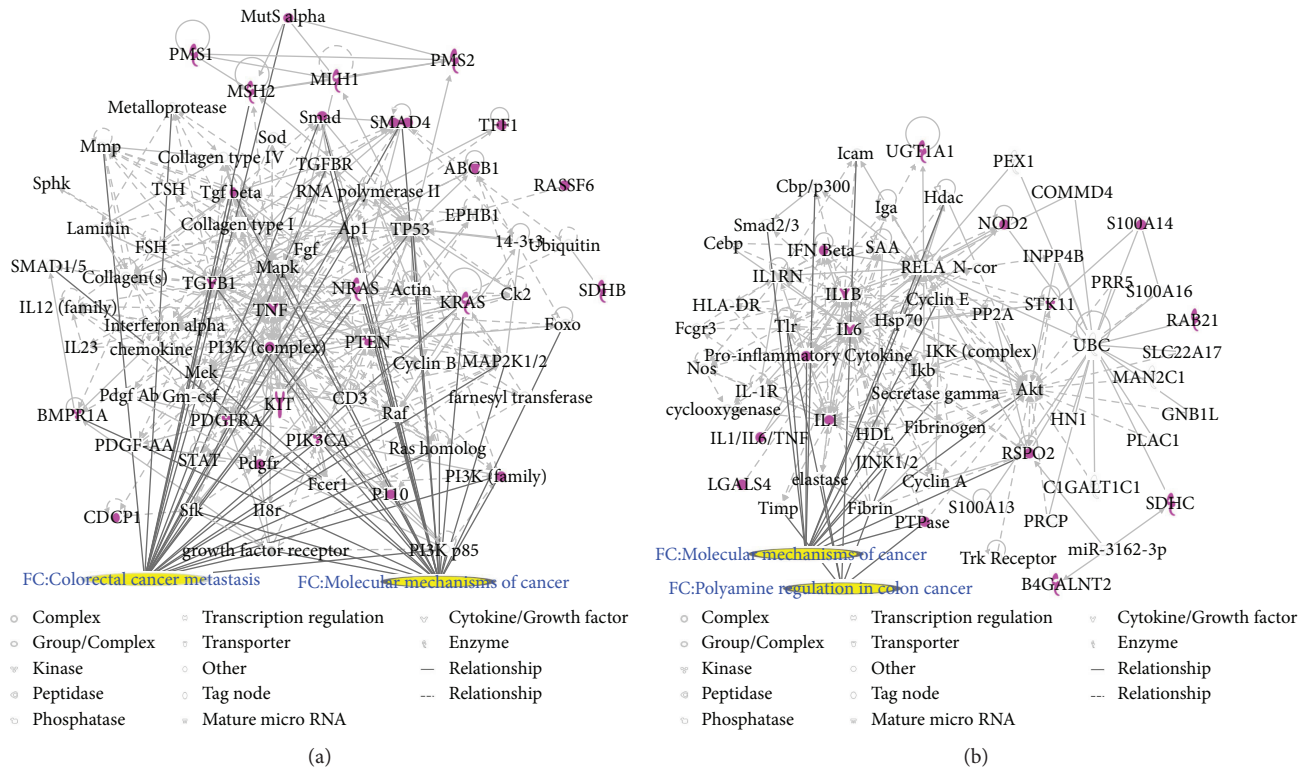 MutS alpha
PMS1
PMS2
MLH1
MSH2
Metalloprotease
Smad
SMAD4
TFF1
Sod
Mmp
Collagen type IV
TGFBR
ABCB1
Sphk
TSH
Tgf beta
RNA polymerase II
RASSF6
EPHB1
Laminin
Collagen type I
Ap1
TP53
FSH
Fgf
14-3-3
Ubiquitin
SMAD1/5
Collagen(s)
Mapk
TGFB1
NRAS
Actin
Ck2
SDHB
IL12 (family)
TNF
KRAS
Interferon alpha
Foxo
IL23
chemokine
PI3K (complex)
PTEN
Cyclin B
MAP2K1/2
Mek
Pdgf Ab
Gm-csf
KIT
CD3
farnesyl transferase
BMPR1A
PDGFRA
Raf
PDGF-AA
PIK3CA
Ras homolog
STAT
Pdgfr
PI3K (family)
Fcer1
P110
CDCP1
Sfk
Il8r
growth factor receptor
PI3K p85
FC:Colorectal cancer metastasis
FC:Molecular mechanisms of cancer
Complex
Group/Complex
Kinase
Peptidase
Phosphatase
Transcription regulation
Transporter
Other
Tag node
Mature micro RNA
Cytokine/Growth factor
Enzyme
Relationship
Relationship
(a)
Icam
UGT1A1
PEX1
Cbp/p300
COMMD4
Iga
Hdac
Smad2/3
NOD2
S100A14
Cebp
IFN Beta
SAA
INPP4B
IL1RN
RELA
N-cor
PRR5
S100A16
HLA-DR
IL1B
Cyclin E
STK11
PP2A
RAB21
Fcgr3
Tlr
IL6
Hsp70
UBC
Pro-inflammatory Cytokine
IKK (complex)
SLC22A17
Nos
Ikb
MAN2C1
IL-1R
Secretase gamma
Akt
cyclooxygenase
IL1
HN1
GNB1L
IL1/IL6/TNF
HDL
Fibrinogen
PLAC1
JINK1/2
RSPO2
LGALS4
elastase
Cyclin A
C1GALT1C1
SDHC
Timp
Fibrin
S100A13
PTPase
PRCP
FC:Molecular mechanisms of cancer
Trk Receptor
miR-3162-3p
FC:Polyamine regulation in colon cancer
B4GALNT2
Complex
Group/Complex
Kinase
Peptidase
Phosphatase
Transcription regulation
Transporter
Other
Tag node
Mature micro RNA
Cytokine/Growth factor
Enzyme
Relationship
Relationship
(b)